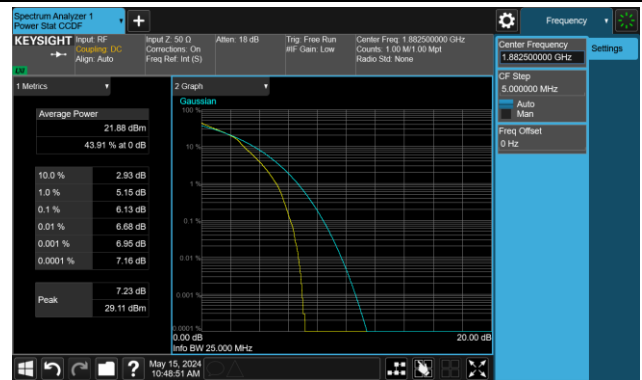 Spectrum Analyzer 1
Power Stat CCDF
Frequency
KEYSIGHT
Input: RF
Coupling: DC
Align: Auto
Input Z: 50 Ω
Corrections: On
Freq Ref: Int (S)
Atten: 18 dB
Trig: Free Run
#IF Gain: Low
Center Freq: 1.882500000 GHz
Counts: 1.00 M/1.00 Mpt
Radio Std: None
Center Frequency
1.882500000 GHz
Settings
CF Step
5.000000 MHz
Auto
Man
Freq Offset
0 Hz
1 Metrics
Average Power
21.88 dBm
43.91 % at 0 dB
10.0 % 2.93 dB
1.0 % 5.15 dB
0.1 % 6.13 dB
0.01 % 6.68 dB
0.001 % 6.95 dB
0.0001 % 7.16 dB
Peak
7.23 dB
29.11 dBm
2 Graph
Gaussian
100 %
10 %
1 %
0.1 %
0.01 %
0.001 %
0.0001 %
0.00 dB
20.00 dB
Info BW 25.000 MHz
?
May 15, 2024
10:48:51 AM